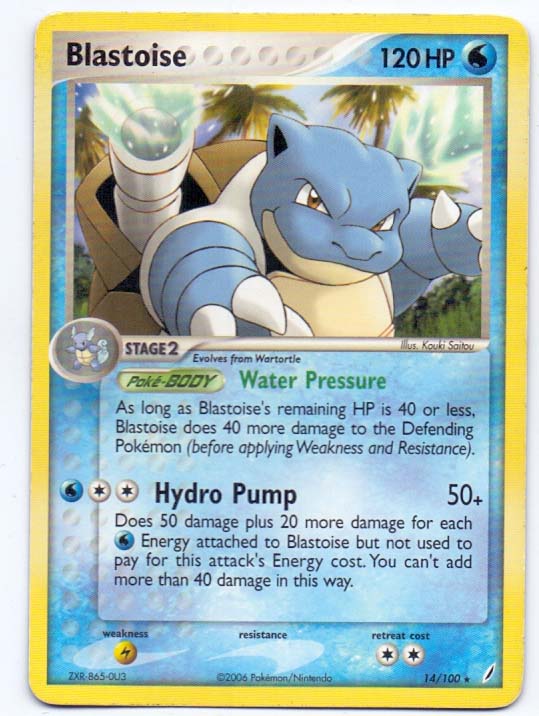 Blastoise 120 HP
Illus. Kouki Saitou
STAGE 2
Evolves from Wartortle
Poké-BODY Water Pressure
As long as Blastoise's remaining HP is 40 or less,
Blastoise does 40 more damage to the Defending
Pokémon (before applying Weakness and Resistance).
Hydro Pump 50+
Does 50 damage plus 20 more damage for each
Energy attached to Blastoise but not used to
pay for this attack's Energy cost. You can't add
more than 40 damage in this way.
weakness resistance retreat cost
ZXR-865-0U3 ©2006 Pokémon/Nintendo 14/100 ★